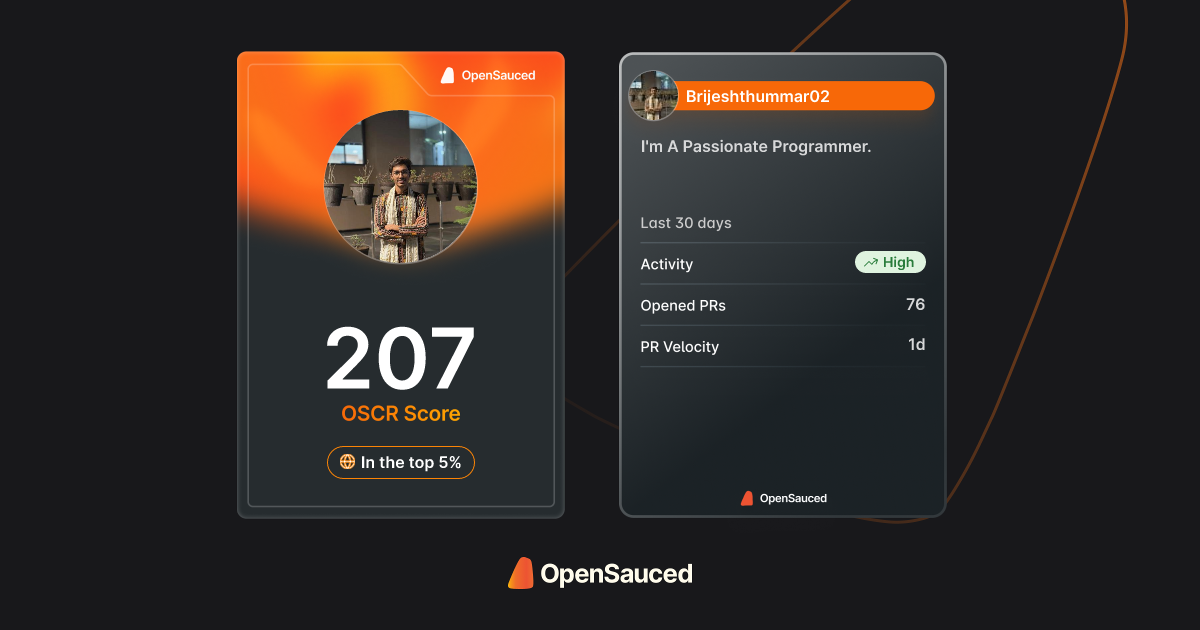 OpenSauced
207
OSCR Score
In the top 5%
Brijeshthummar02
I'm A Passionate Programmer.
Last 30 days
Activity High
Opened PRs 76
PR Velocity 1d
OpenSauced
OpenSauced